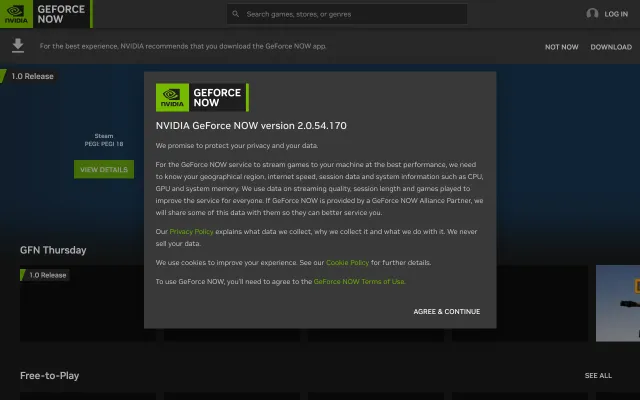 NVIDIA
GEFORCE
NOW
Search games, stores, or genres
LOG IN
For the best experience, NVIDIA recommends that you download the GeForce NOW app.
NOT NOW
DOWNLOAD
1.0 Release
Steam
PEGI: PEGI 18
VIEW DETAILS
NVIDIA
GEFORCE
NOW
NVIDIA GeForce NOW version 2.0.54.170
We promise to protect your privacy and your data.
For the GeForce NOW service to stream games to your machine at the best performance, we need
to know your geographical region, internet speed, session data and system information such as CPU,
GPU and system memory. We use data on streaming quality, session length and games played to
improve the service for everyone. If GeForce NOW is provided by a GeForce NOW Alliance Partner, we
will share some of this data with them so they can better service you.
Our Privacy Policy explains what data we collect, why we collect it and what we do with it. We never
sell your data.
We use cookies to improve your experience. See our Cookie Policy for further details.
To use GeForce NOW, you'll need to agree to the GeForce NOW Terms of Use.
AGREE & CONTINUE
GFN Thursday
1.0 Release
Free-to-Play
SEE ALL